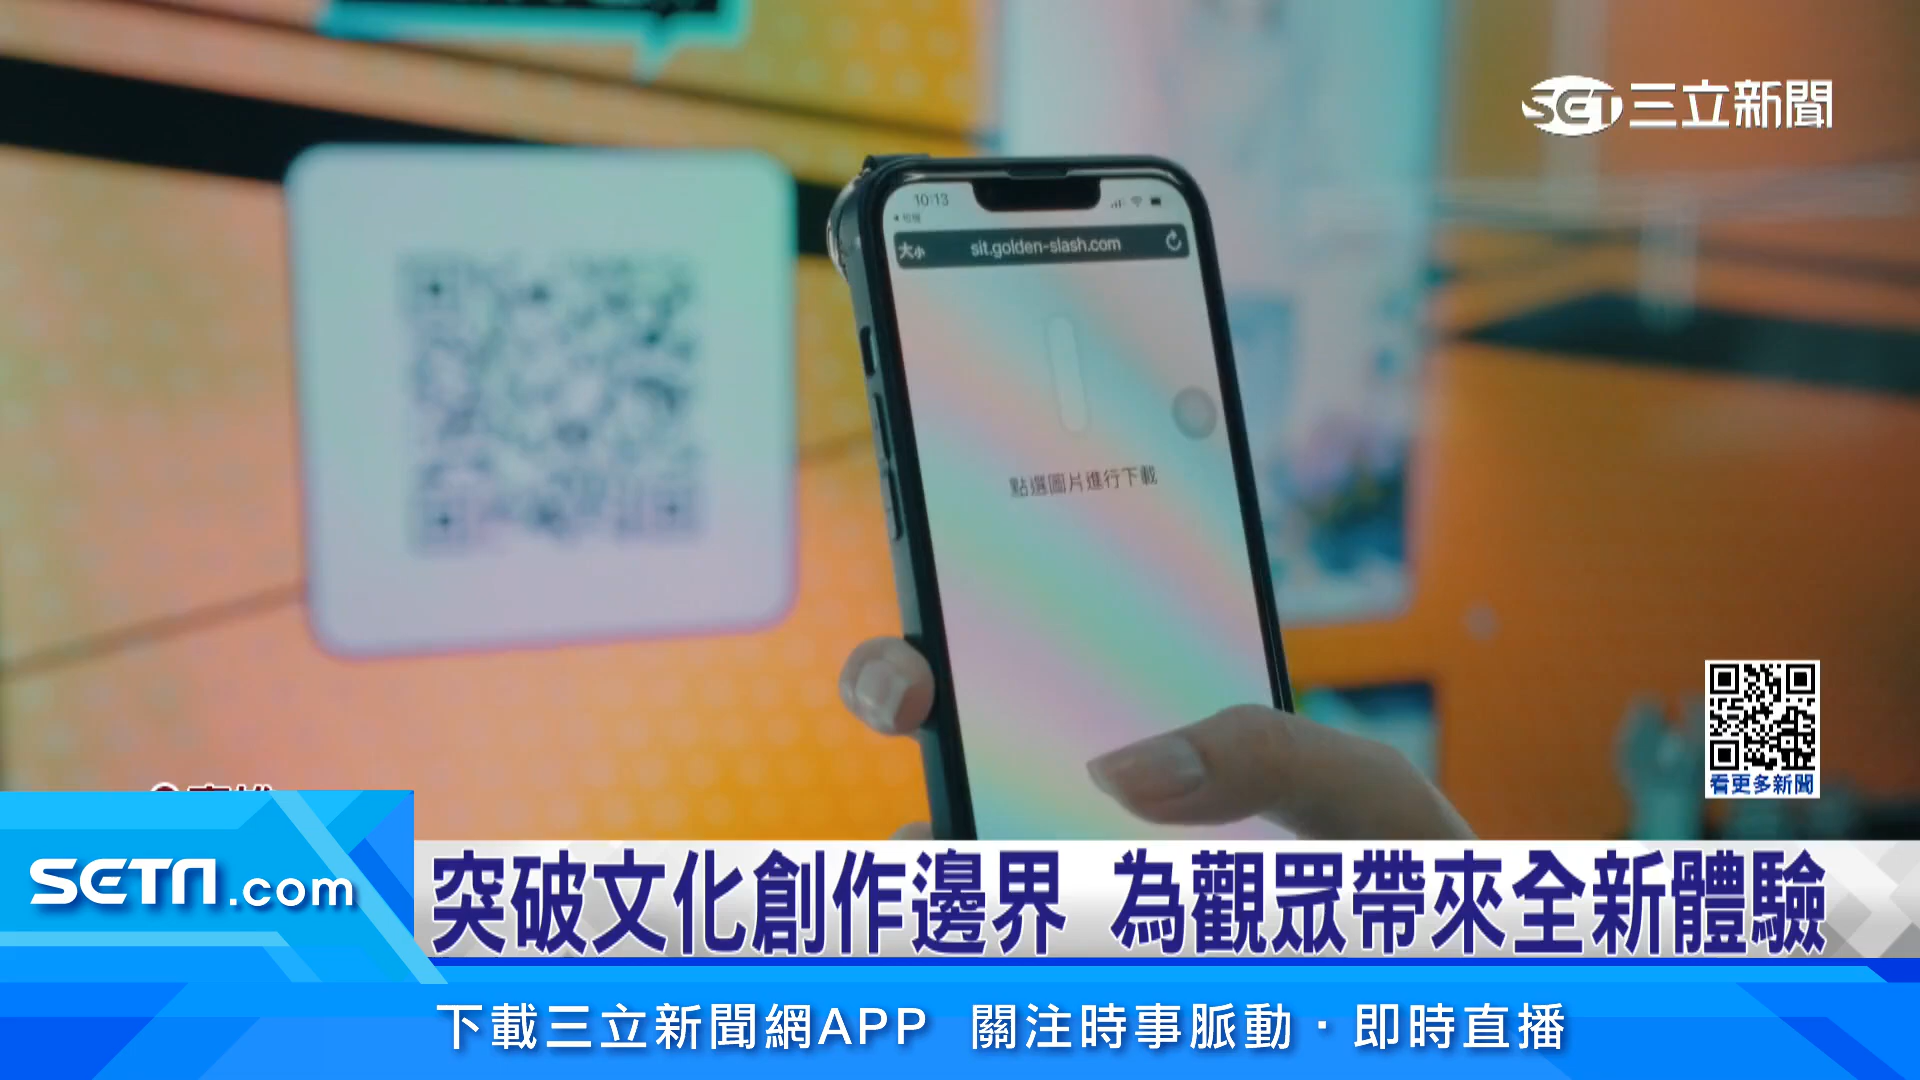 SET三立新聞
10:13
大小 sit.golden-slash.com
點選圖片進行下載
看更多新聞
SETN.com
突破文化創作邊界 為觀眾帶來全新體驗
下載三立新聞網APP 關注時事脈動·即時直播